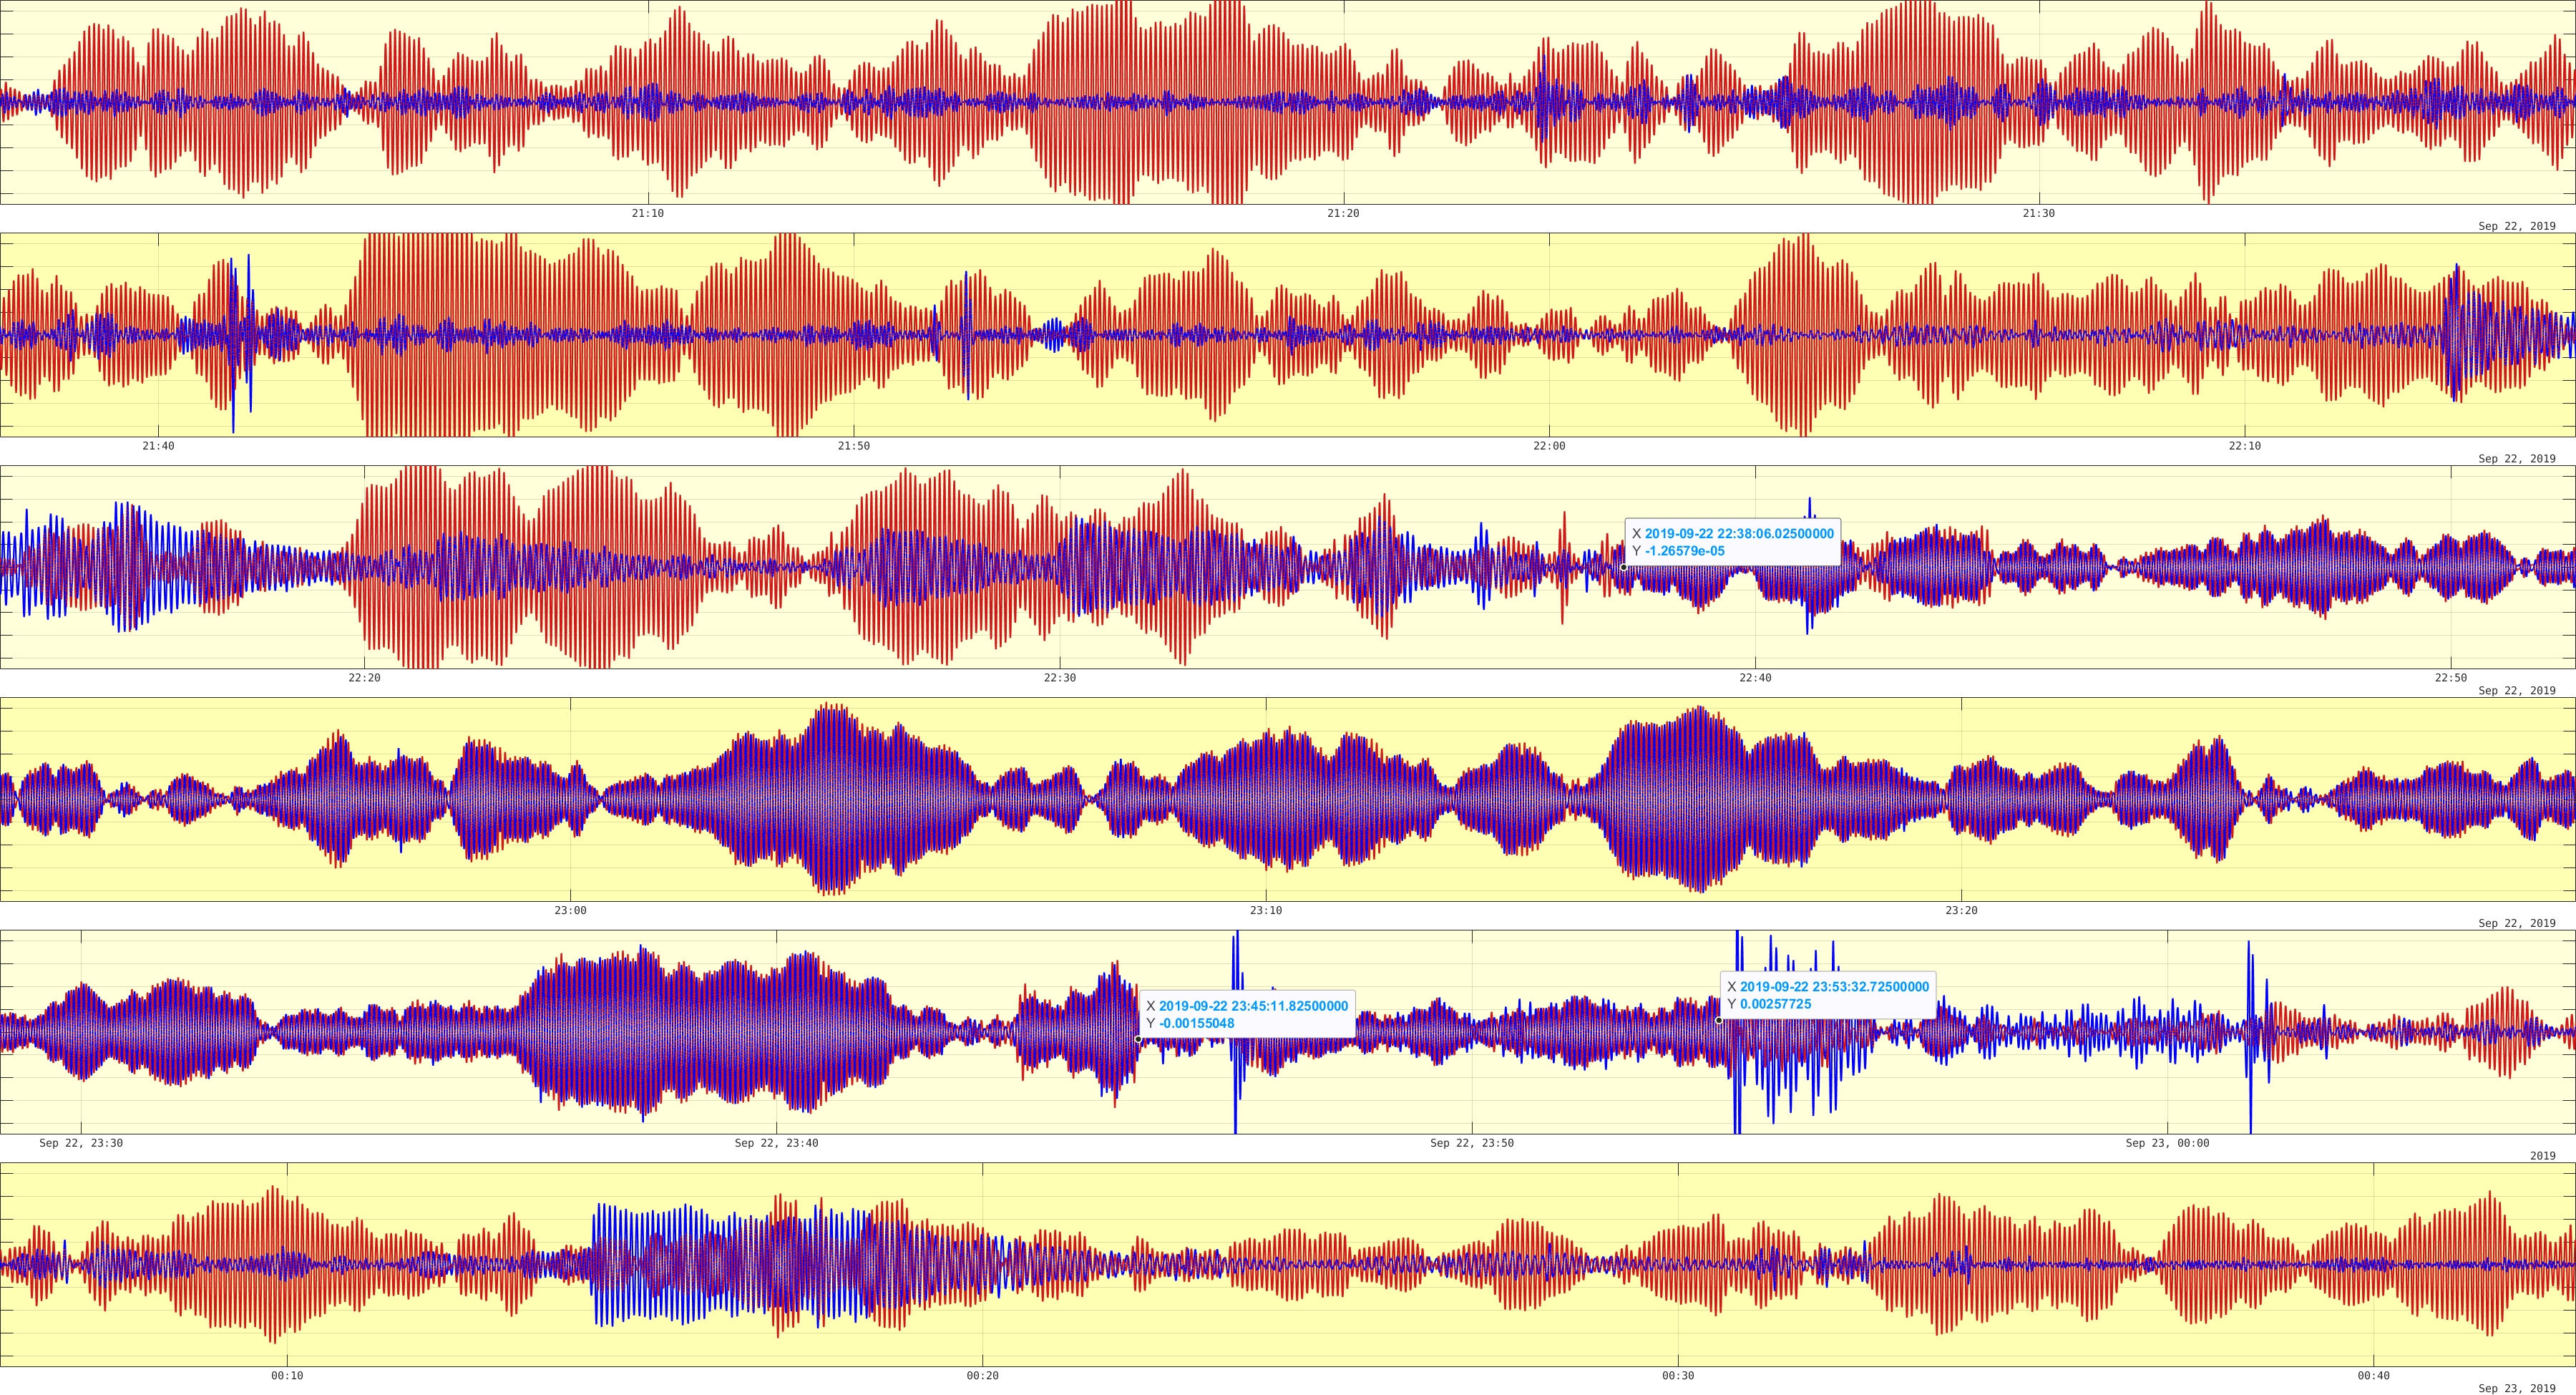 21:10 21:20 21:30
Sep 22, 2019
21:40 21:50 22:00 22:10
Sep 22, 2019
X 2019-09-22 22:38:06.02500000
Y -1.26579e-05
22:20 22:30 22:40 22:50
Sep 22, 2019
23:00 23:10 23:20
Sep 22, 2019
X 2019-09-22 23:45:11.82500000
Y -0.00155048
X 2019-09-22 23:53:32.72500000
Y 0.00257725
Sep 22, 23:30 Sep 22, 23:40 Sep 22, 23:50 Sep 23, 00:00
2019
00:10 00:20 00:30 00:40
Sep 23, 2019